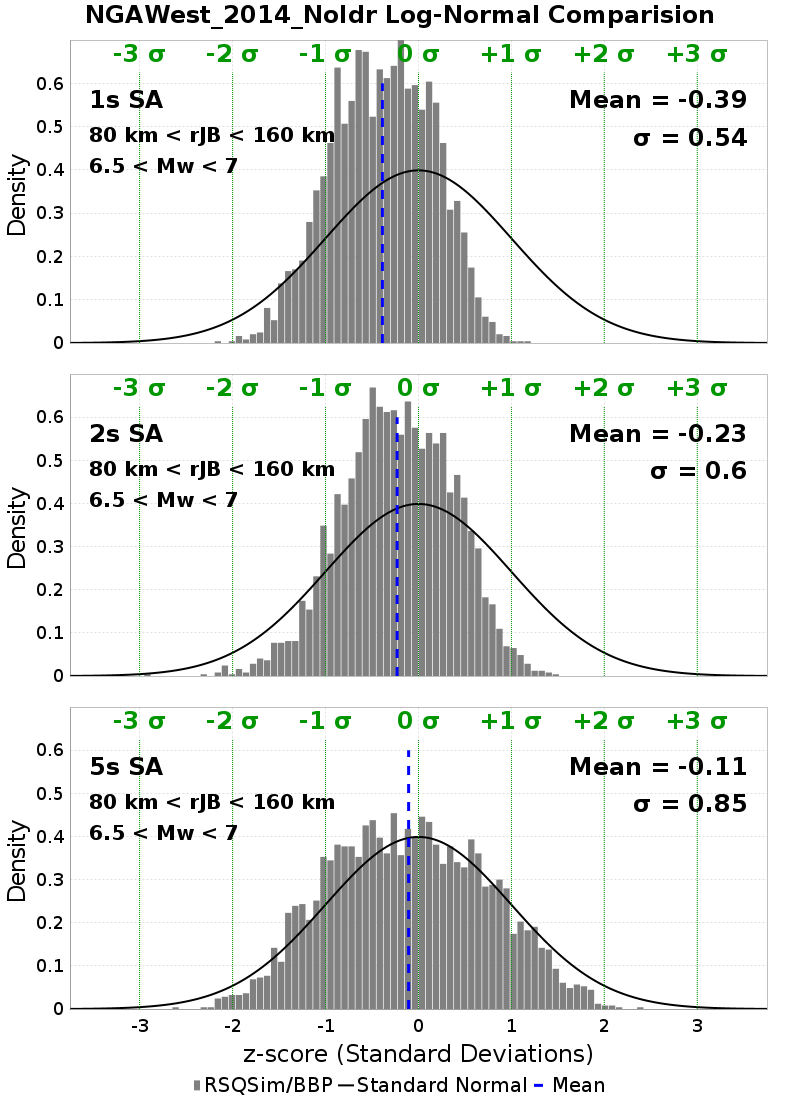 NGAWest_2014_NoIdr Log-Normal Comparision
-3 σ -2 σ -1 σ 0 σ +1 σ +2 σ +3 σ
1s SA Mean = -0.39
80 km < rJB < 160 km σ = 0.54
6.5 < Mw < 7
Density
0.6
0.5
0.4
0.3
0.2
0.1
0
-3 σ -2 σ -1 σ 0 σ +1 σ +2 σ +3 σ
2s SA Mean = -0.23
80 km < rJB < 160 km σ = 0.6
6.5 < Mw < 7
Density
0.6
0.5
0.4
0.3
0.2
0.1
0
-3 σ -2 σ -1 σ 0 σ +1 σ +2 σ +3 σ
5s SA Mean = -0.11
80 km < rJB < 160 km σ = 0.85
6.5 < Mw < 7
Density
0.6
0.5
0.4
0.3
0.2
0.1
0
-3 -2 -1 0 1 2 3
z-score (Standard Deviations)
RSQSim/BBP Standard Normal Mean